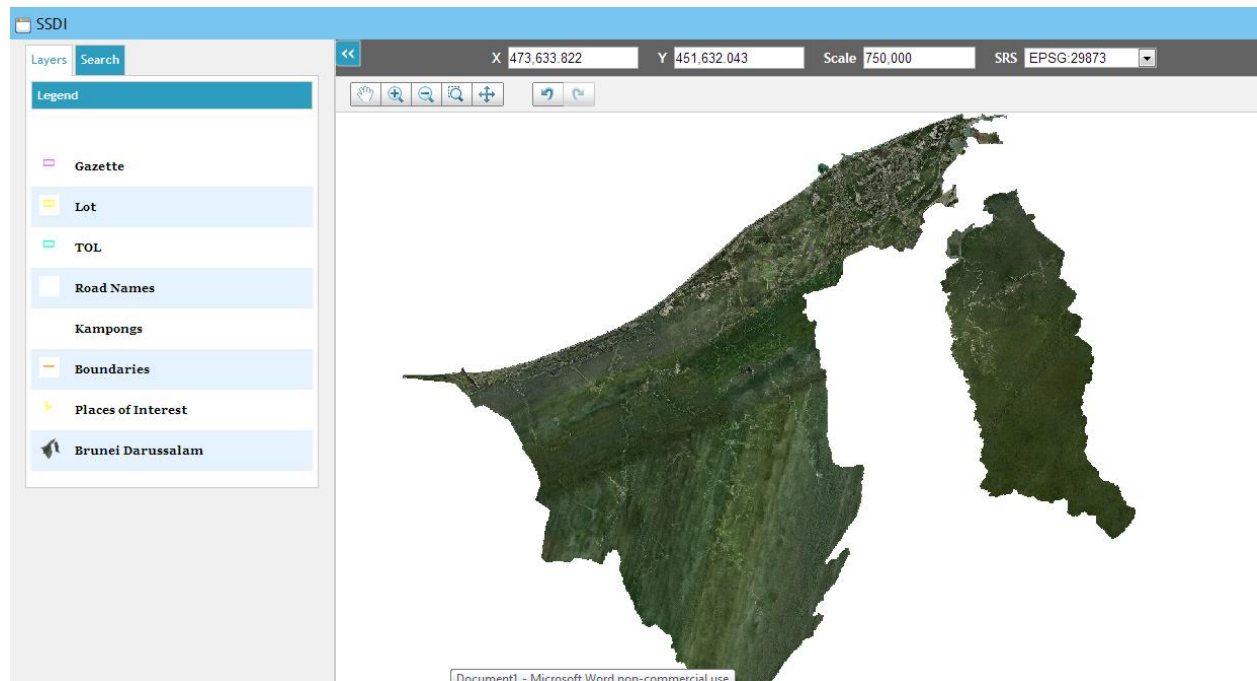 SSDI
Layers Search
X 473,633.822 Y 451,632.043 Scale 750,000 SRS EPSG:29873
Legend
Gazette
Lot
TOL
Road Names
Kampongs
Boundaries
Places of Interest
Brunei Darussalam
Document1 - Microsoft Word non-commercial use